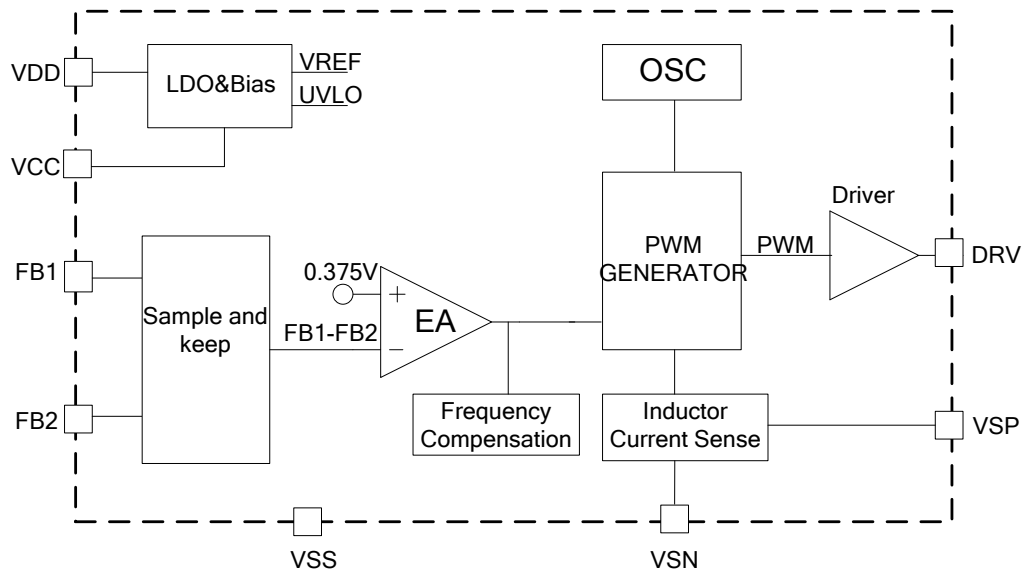 VDD
LDO&Bias
VREF
UVLO
OSC
VCC
Driver
FB1
Sample and
keep
0.375V
+
EA
FB1-FB2
−
PWM
GENERATOR
PWM
DRV
FB2
Frequency
Compensation
Inductor
Current Sense
VSP
VSS
VSN